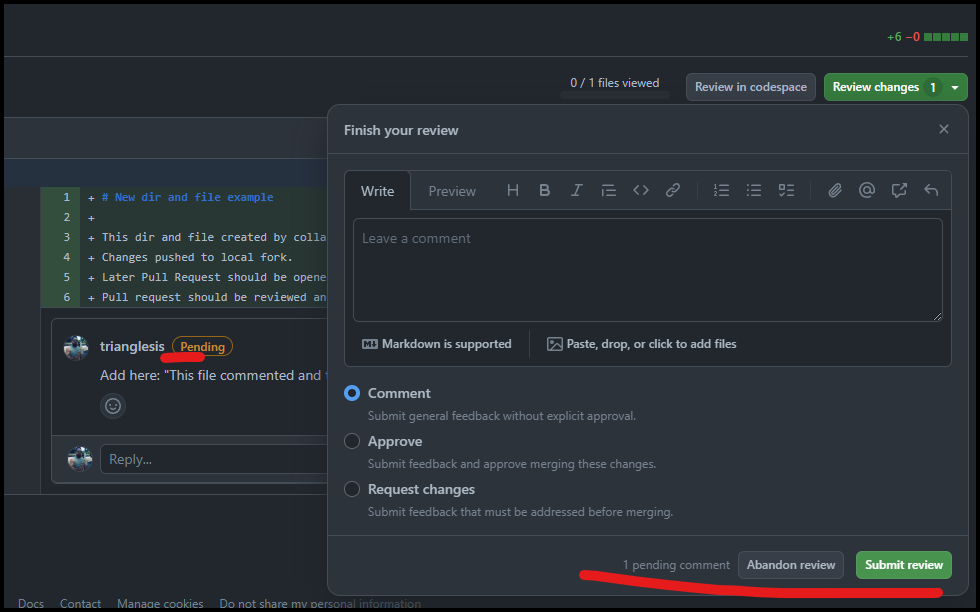 +6 −0
0 / 1 files viewed
Review in codespace
Review changes 1
Finish your review
Write
Preview
Leave a comment
Markdown is supported
Paste, drop, or click to add files
Comment
Submit general feedback without explicit approval.
Approve
Submit feedback and approve merging these changes.
Request changes
Submit feedback that must be addressed before merging.
1 pending comment
Abandon review
Submit review
1 + # New dir and file example
2 +
3 + This dir and file created by colla
4 + Changes pushed to local fork.
5 + Later Pull Request should be opene
6 + Pull request should be reviewed an
trianglesis Pending
Add here: "This file commented and
Reply...
Docs Contact Manage cookies Do not share my personal information